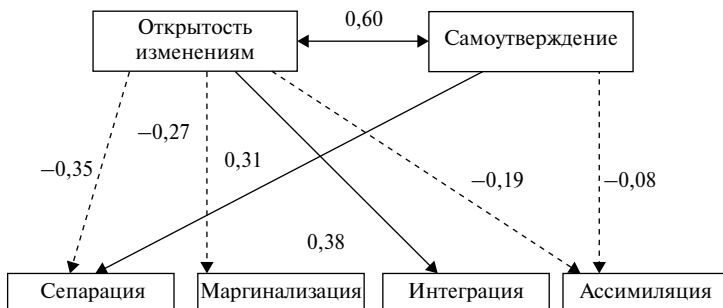 Открытость
изменениям
0,60
Самоутверждение
−0,35
−0,27
0,31
0,38
−0,19
−0,08
Сепарация
Маргинализация
Интеграция
Ассимиляция